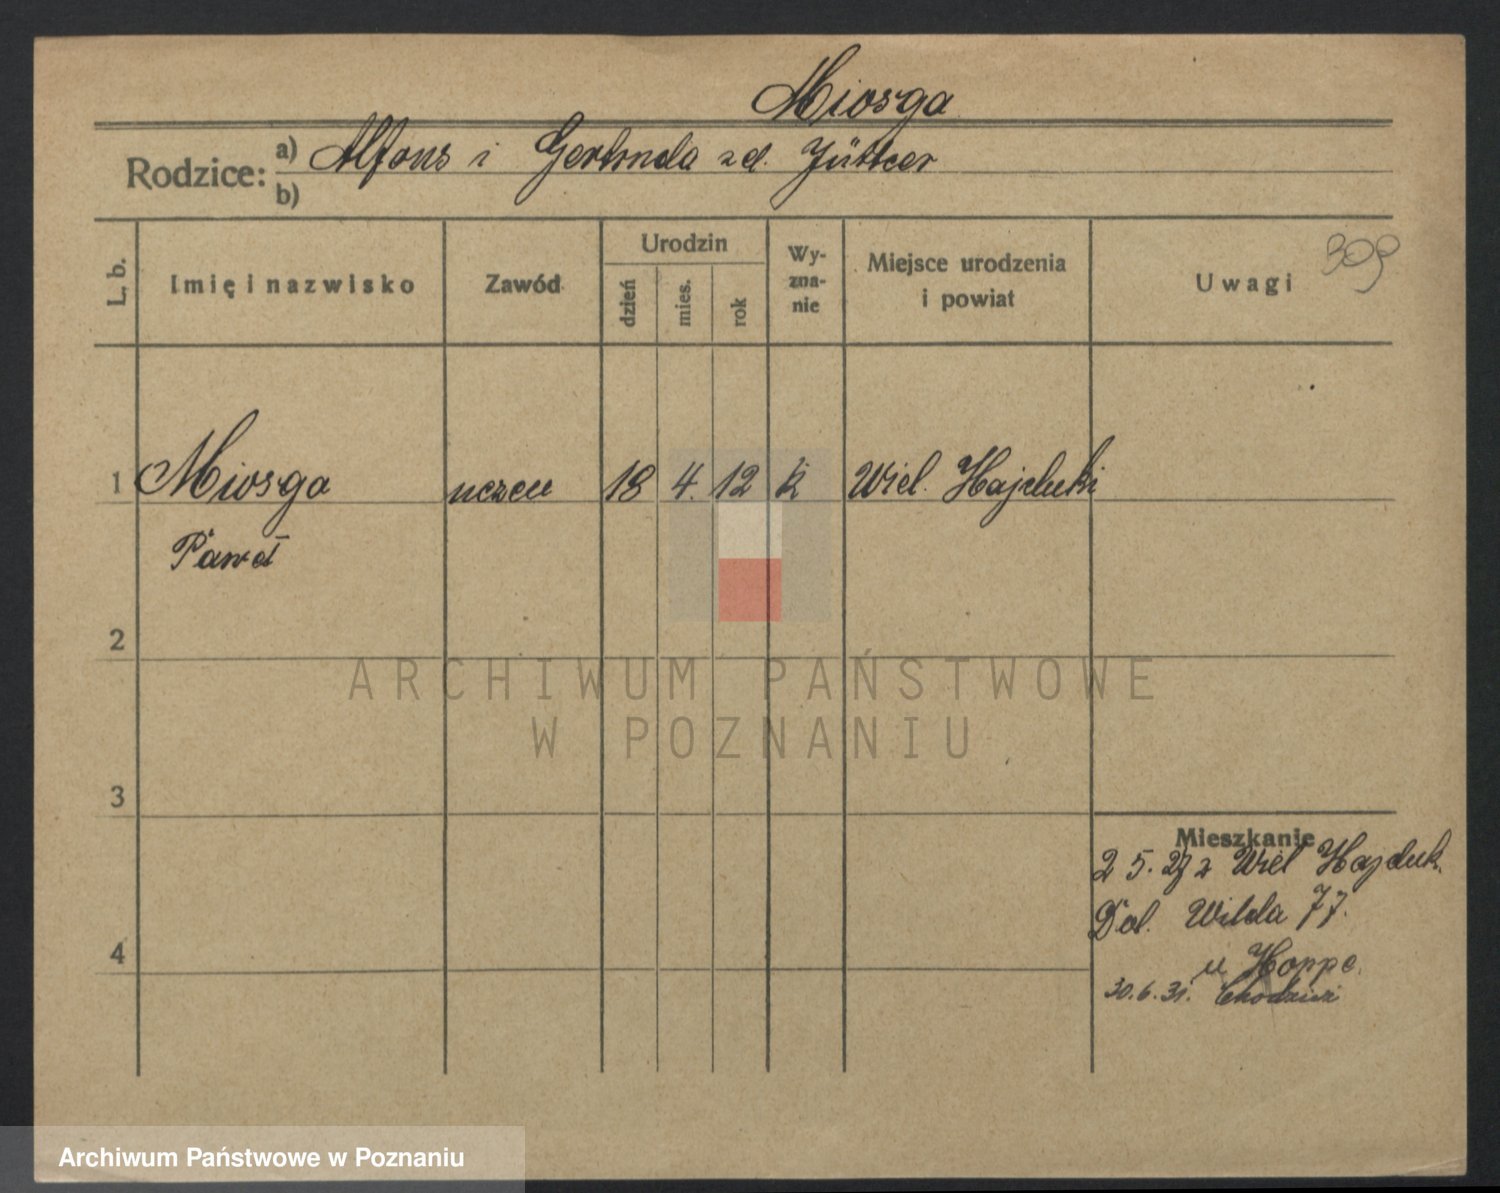 Miosga
Rodzice: a) Alfons i Gertruda zd. Jüttner
b)
L. b.
Imię i nazwisko
Zawód
Urodzin
dzień
mies.
rok
Wy-
zna-
nie
Miejsce urodzenia
i powiat
Uwagi
309
1 Miosga uczeń 18 4. 12 k Wiel. Hajduki
Paweł
2
ARCHIWUM PAŃSTWOWE
W POZNANIU
3
Mieszkanie
2 5. 27 z Wiel Hajduk.
Dol. Wilda 77.
4
u Hoppe.
30.6.31.
Archiwum Państwowe w Poznaniu